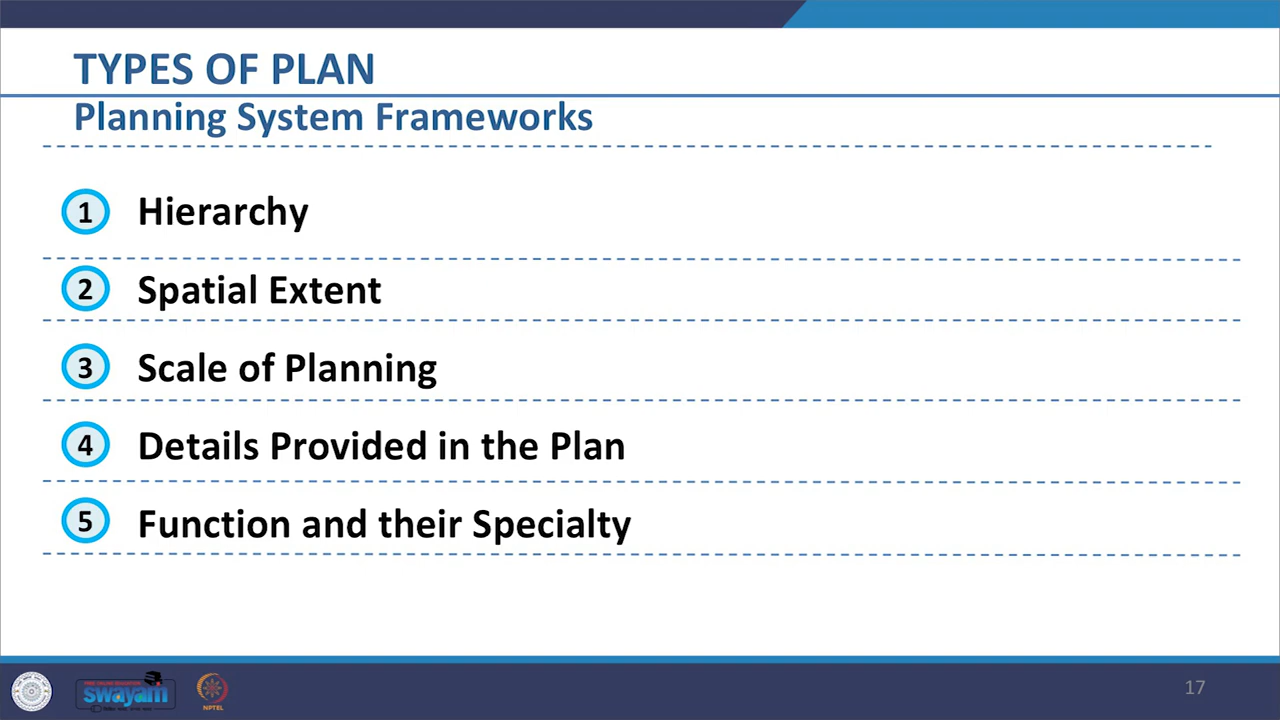 TYPES OF PLAN
Planning System Frameworks
1 Hierarchy
2 Spatial Extent
3 Scale of Planning
4 Details Provided in the Plan
5 Function and their Specialty
swayam
NPTEL
17